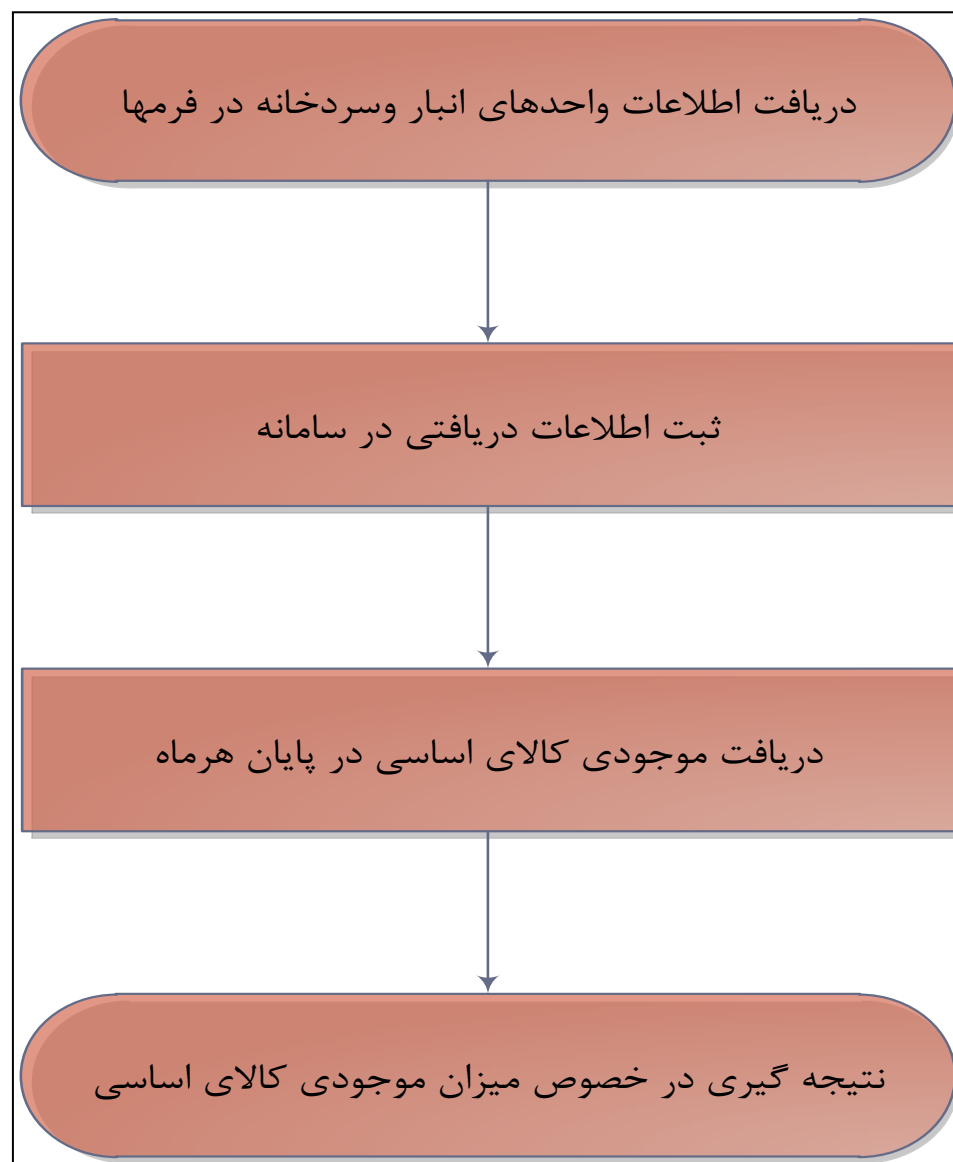 دریافت اطلاعات واحدهای انبار وسردخانه در فرمها
ثبت اطلاعات دریافتی در سامانه
دریافت موجودی کالای اساسی در پایان هرماه
نتیجه گیری در خصوص میزان موجودی کالای اساسی